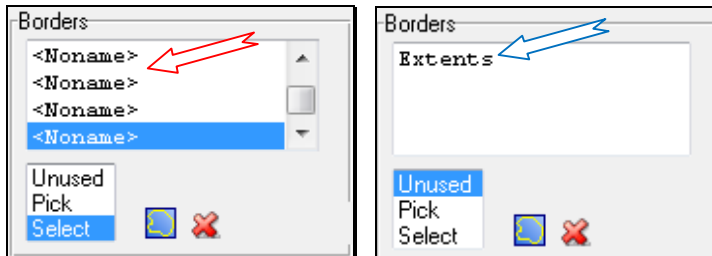 Borders
<Noname>
<Noname>
<Noname>
<Noname>
Unused
Pick
Select
Borders
Extents
Unused
Pick
Select